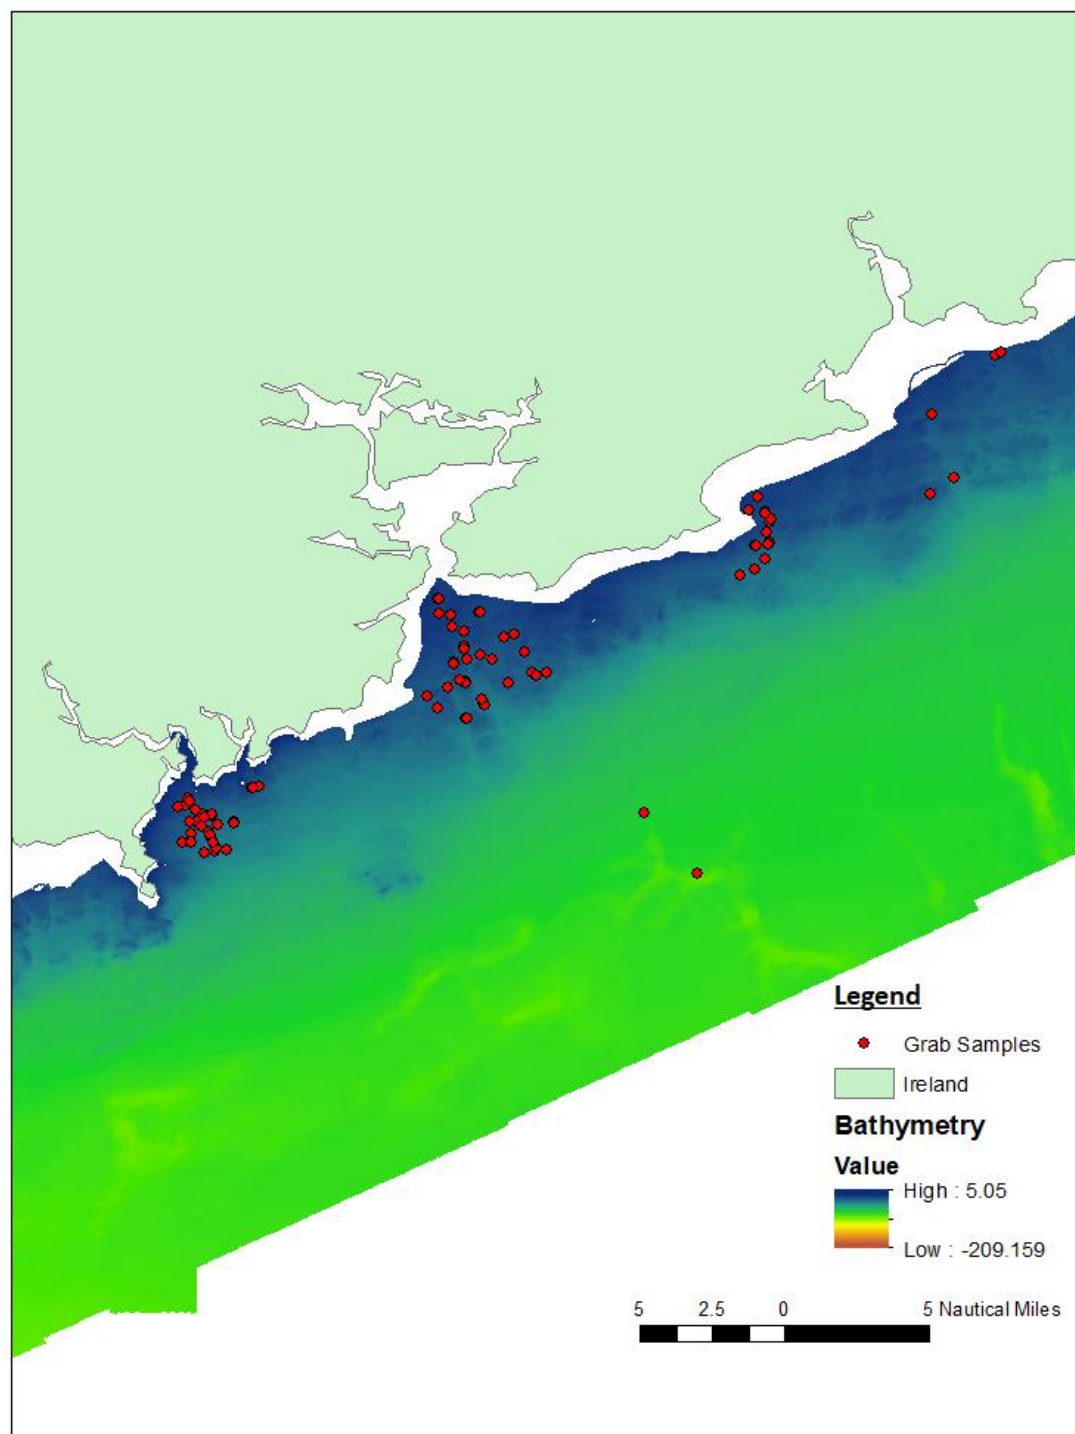 Legend
Grab Samples
Ireland
Bathymetry
Value
High : 5.05
Low : -209.159
5 2.5 0 5 Nautical Miles